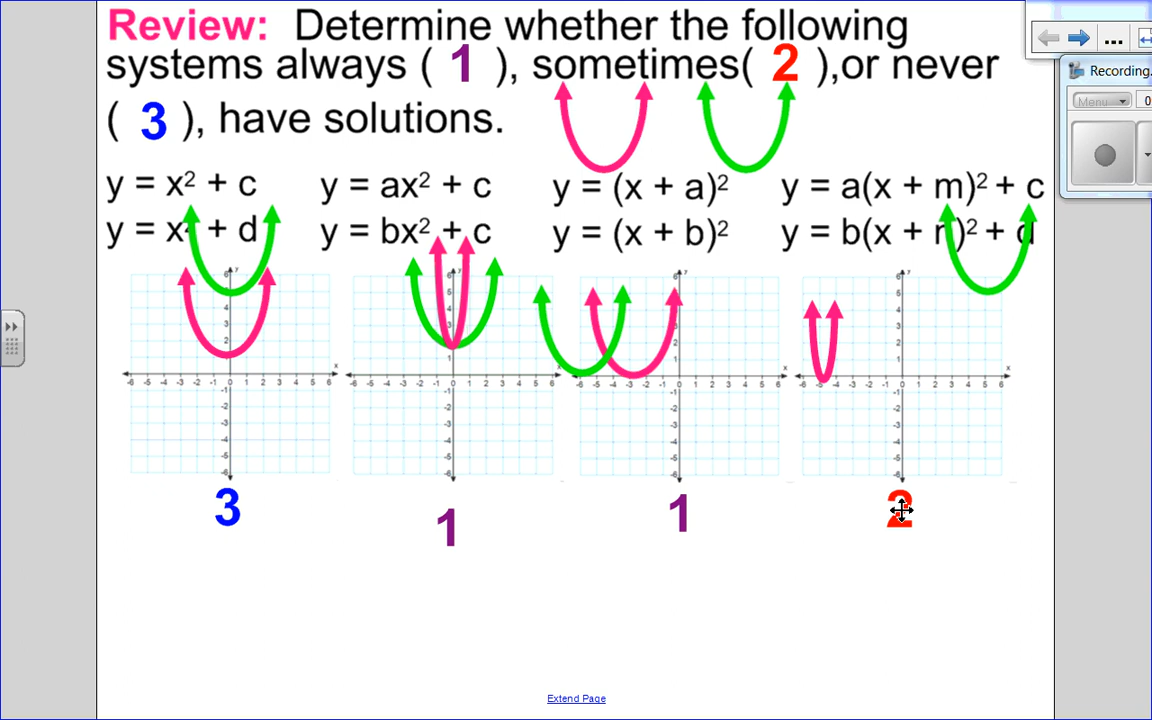 Review: Determine whether the following
systems always ( 1 ), sometimes( 2 ),or never
( 3 ), have solutions.
y = x² + c y = ax² + c y = (x + a)² y = a(x + m)² + c
y = x² + d y = bx² + c y = (x + b)² y = b(x + n)² + d
3 1 1 2
Extend Page
...
Recording.
Menu
0